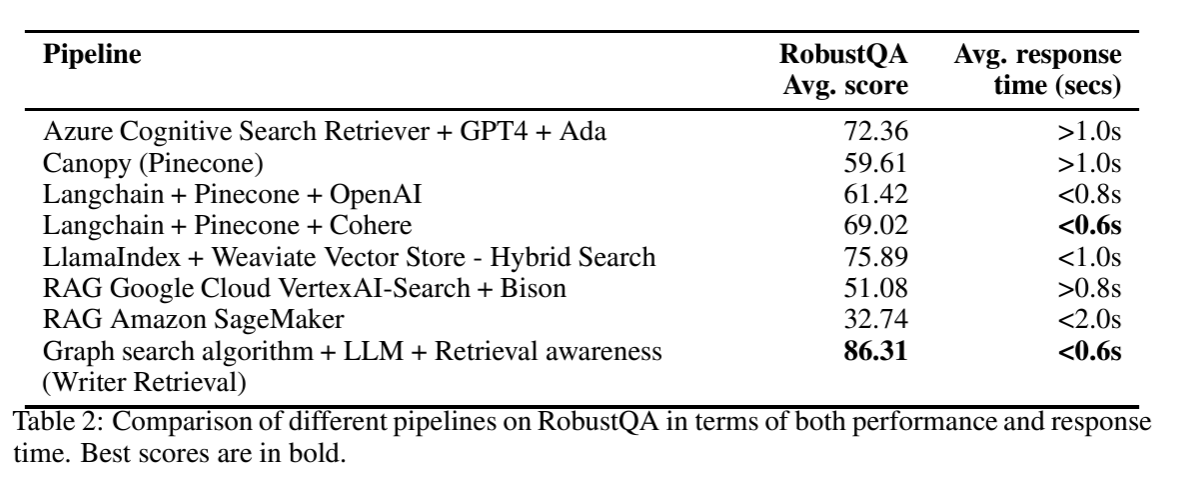 Pipeline RobustQA Avg. response
Avg. score time (secs)
Azure Cognitive Search Retriever + GPT4 + Ada 72.36 >1.0s
Canopy (Pinecone) 59.61 >1.0s
Langchain + Pinecone + OpenAI 61.42 <0.8s
Langchain + Pinecone + Cohere 69.02 <0.6s
LlamaIndex + Weaviate Vector Store - Hybrid Search 75.89 <1.0s
RAG Google Cloud VertexAI-Search + Bison 51.08 >0.8s
RAG Amazon SageMaker 32.74 <2.0s
Graph search algorithm + LLM + Retrieval awareness 86.31 <0.6s
(Writer Retrieval)
Table 2: Comparison of different pipelines on RobustQA in terms of both performance and response
time. Best scores are in bold.